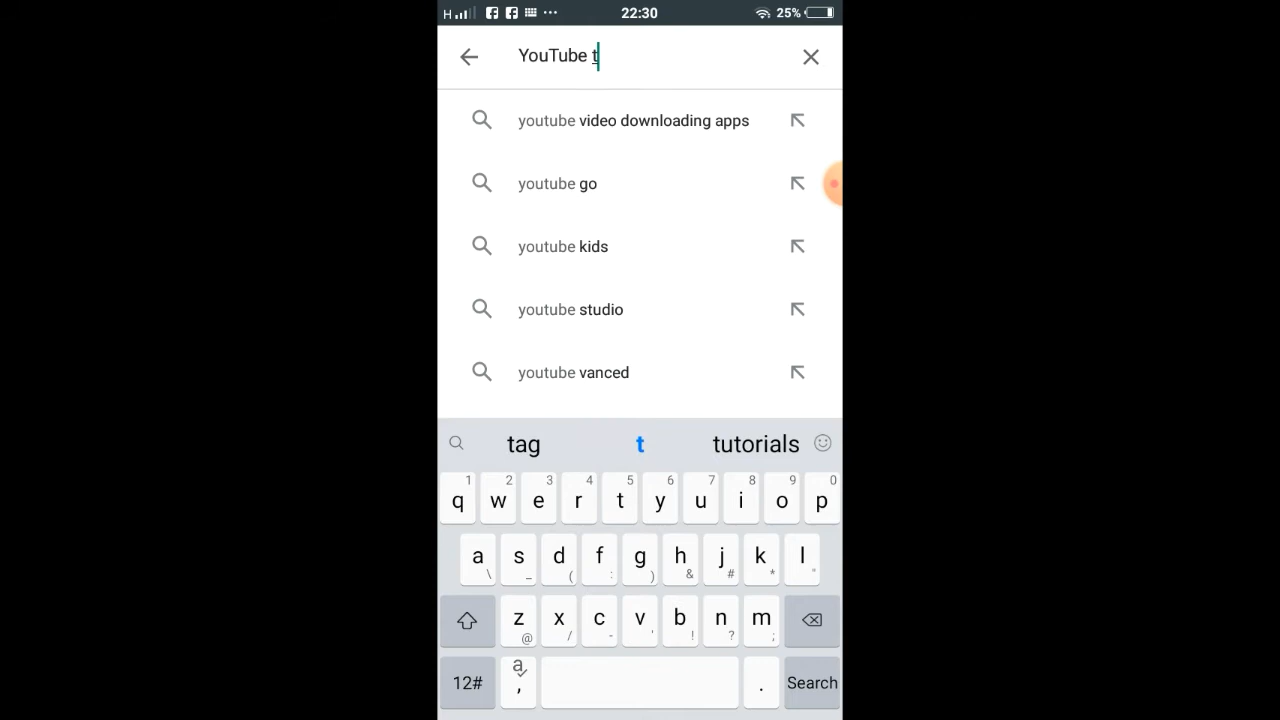 H 22:30 25%
YouTube t
youtube video downloading apps
youtube go
youtube kids
youtube studio
youtube vanced
tag t tutorials
1 2 3 4 5 6 7 8 9 0
q w e r t y u i o p
a s d f g h j k l
\ _ ( : ) & # * "
z x c v b n m
@ / - ' ! ? ;
12# a , . Search